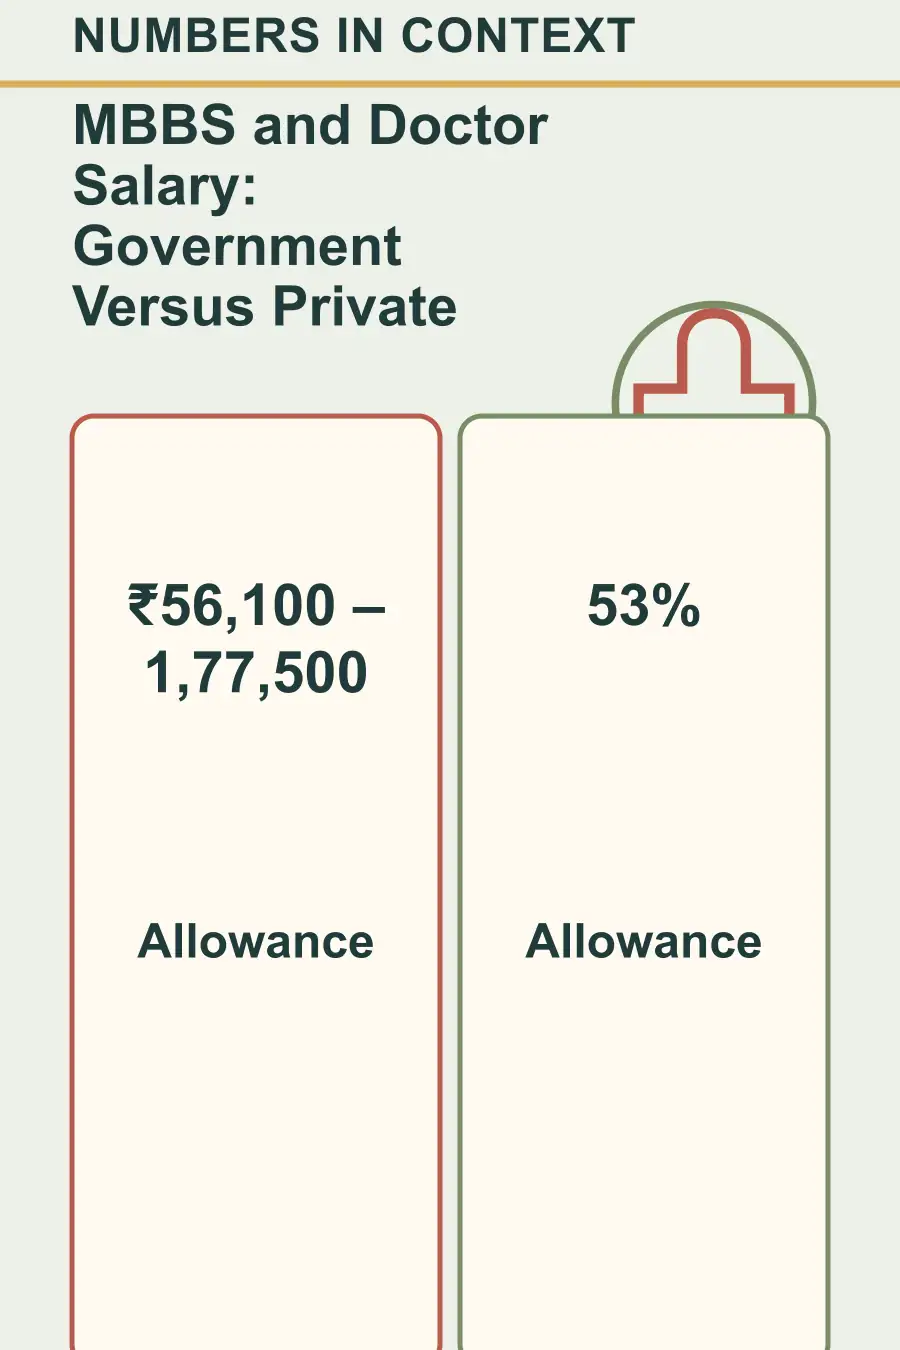 NUMBERS IN CONTEXT
MBBS and Doctor
Salary:
Government
Versus Private
₹56,100 –
1,77,500
Allowance
53%
Allowance